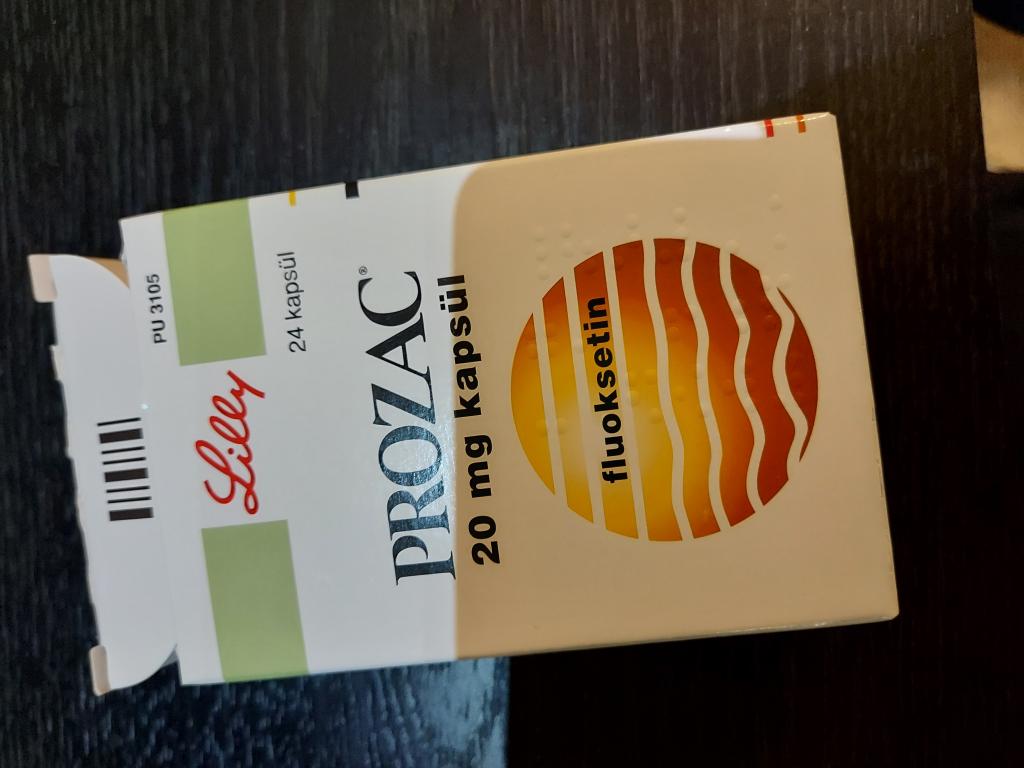 PU 3105
Lilly
24 kapsül
PROZAC®
20 mg kapsül
fluoksetin